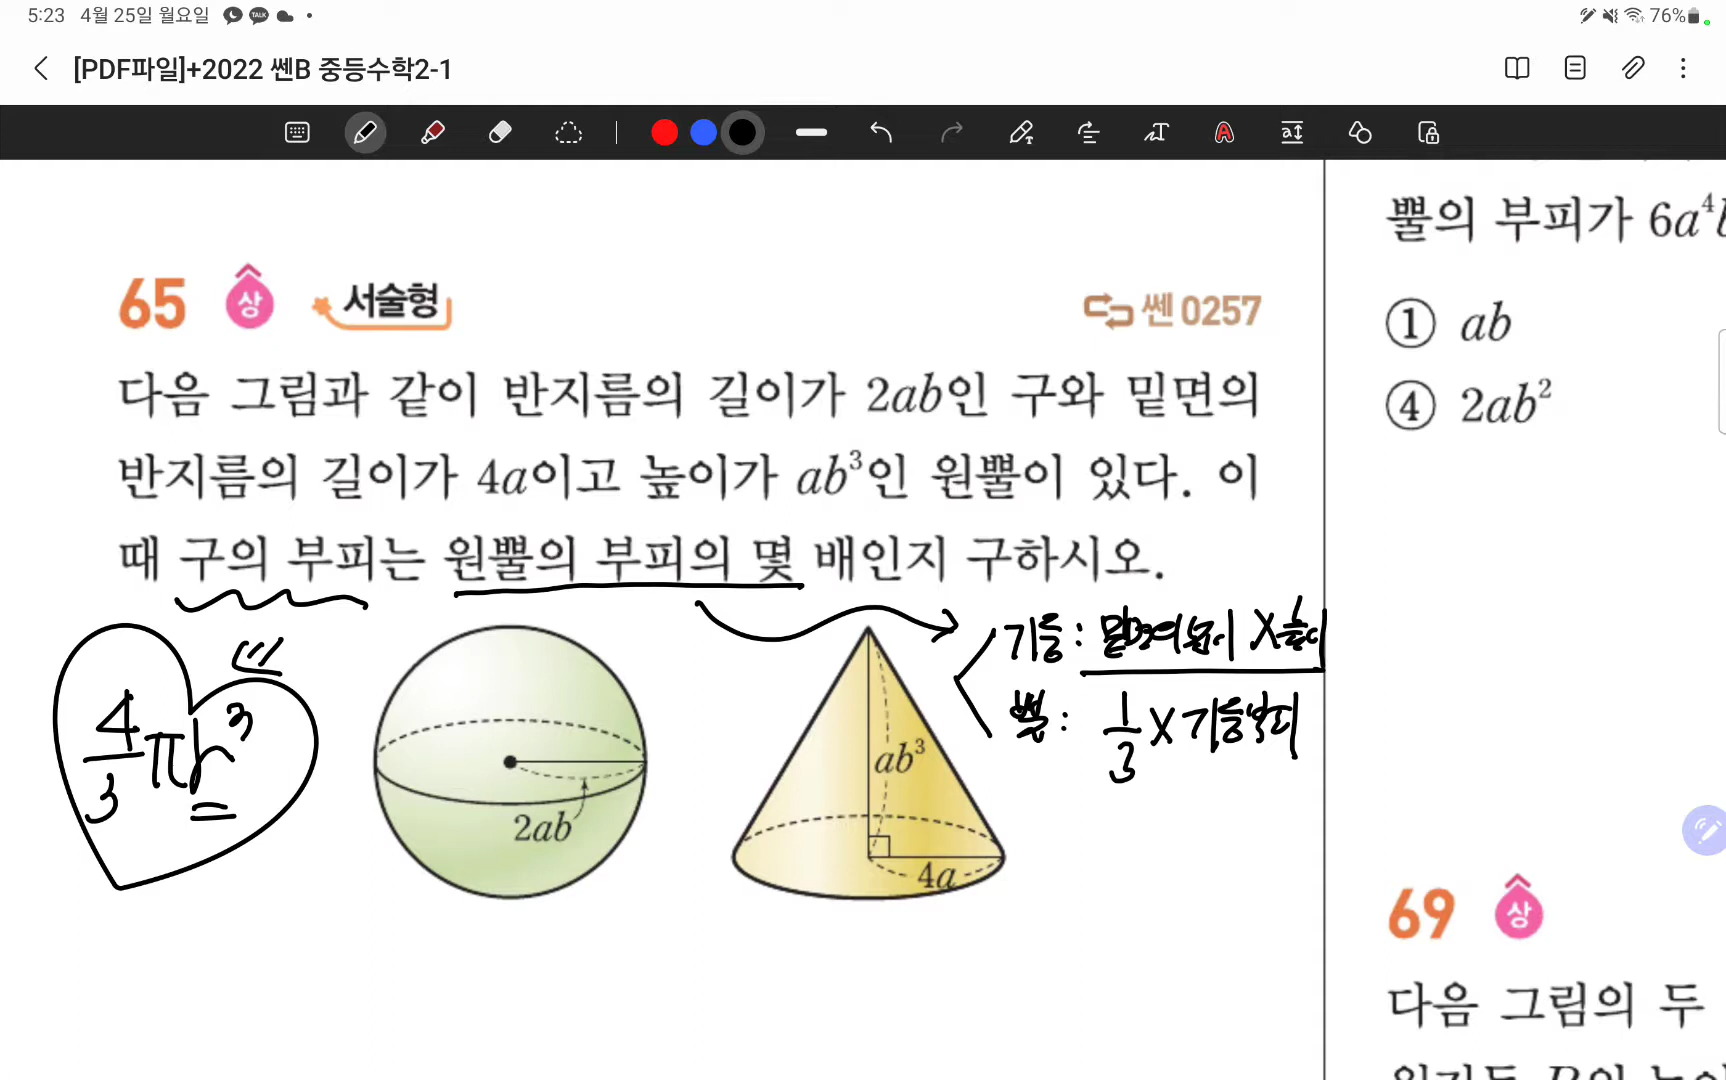 5:23 4월 25일 월요일 TALK 76%
[PDF파일]+2022 쎈B 중등수학2-1
뿔의 부피가 6a⁴b
① ab
④ 2ab²
65 상 서술형 쎈 0257
다음 그림과 같이 반지름의 길이가 2ab인 구와 밑면의
반지름의 길이가 4a이고 높이가 ab³인 원뿔이 있다. 이
때 구의 부피는 원뿔의 부피의 몇 배인지 구하시오.
기둥 : 밑면의 넓이 × 높이
뿔 : 1/3 × 기둥부피
4/3 πr³
2ab
ab³
4a
69 상
다음 그림의 두